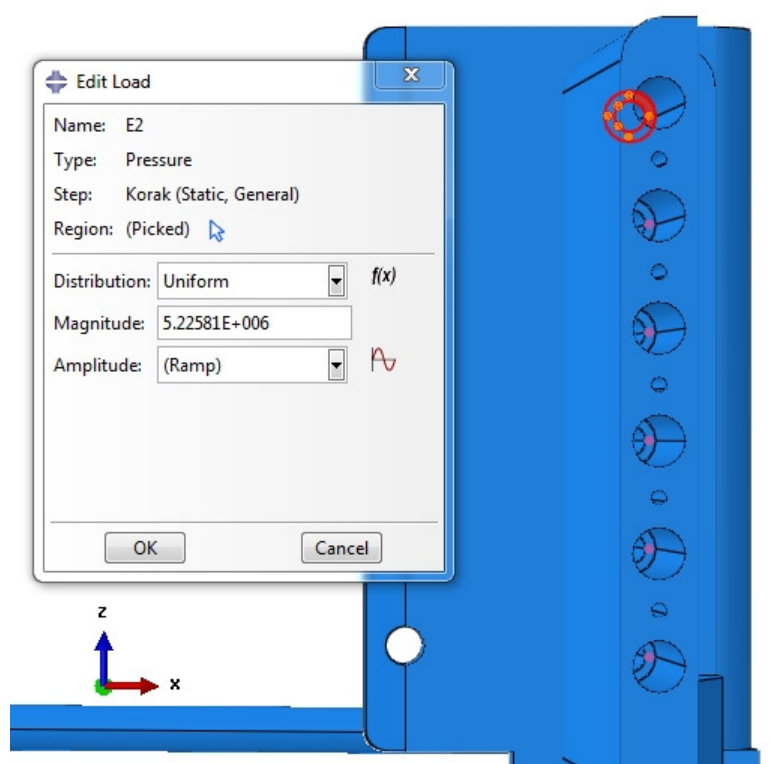 Edit Load
X
Name: E2
Type: Pressure
Step: Korak (Static, General)
Region: (Picked)
Distribution: Uniform f(x)
Magnitude: 5.22581E+006
Amplitude: (Ramp)
OK Cancel
z
x